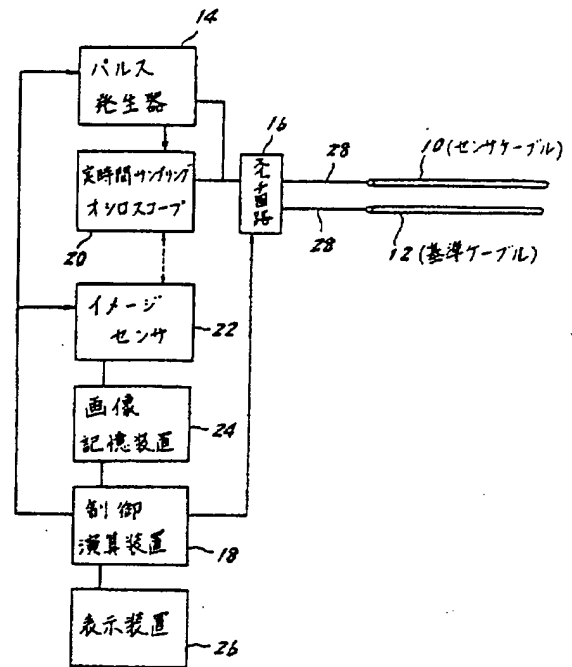 14
パルス
発生器
16
実時間サンプリング
オシロスコープ
20
28
10(センサケーブル)
28
12(基準ケーブル)
イメージ
センサ
22
画像
記憶装置
24
制御
演算装置
18
表示装置
26